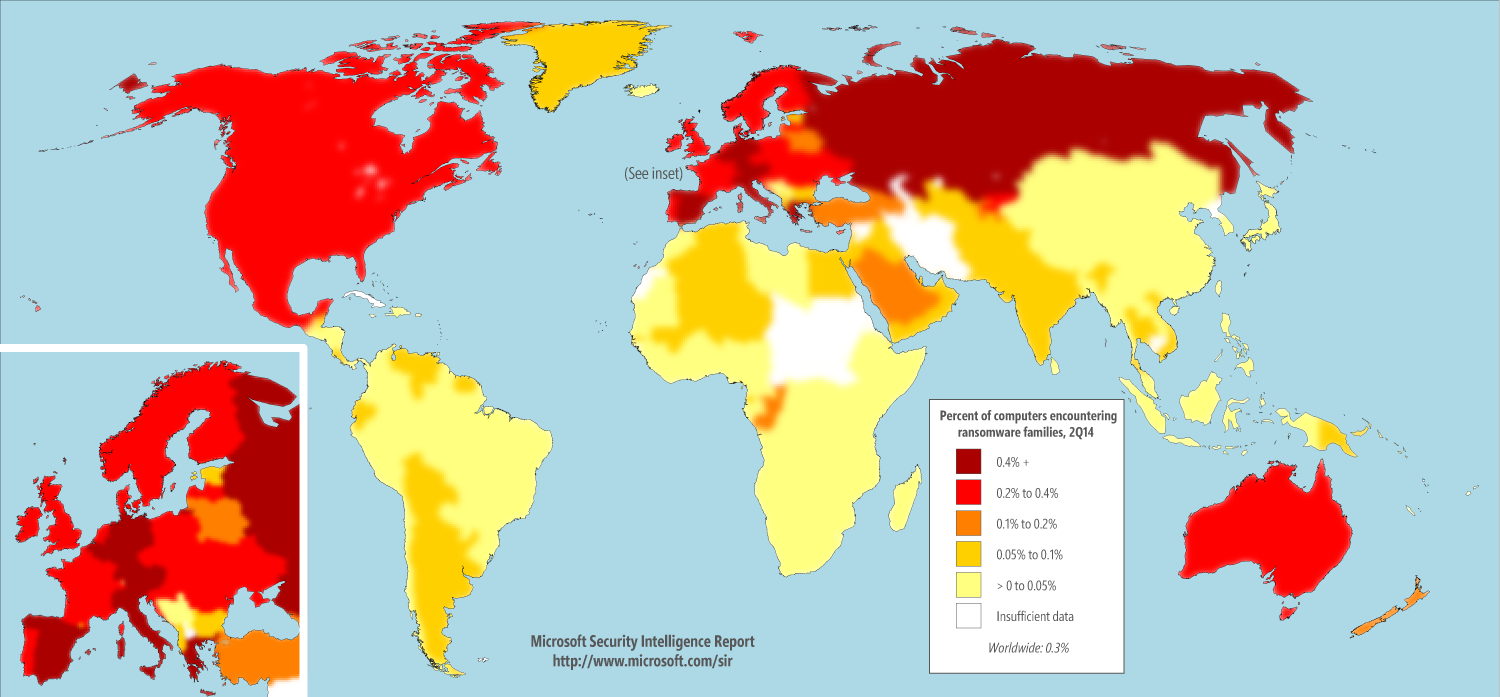 (See inset)
Percent of computers encountering
ransomware families, 2Q14
0.4% +
0.2% to 0.4%
0.1% to 0.2%
0.05% to 0.1%
> 0 to 0.05%
Insufficient data
Worldwide: 0.3%
Microsoft Security Intelligence Report
http://www.microsoft.com/sir